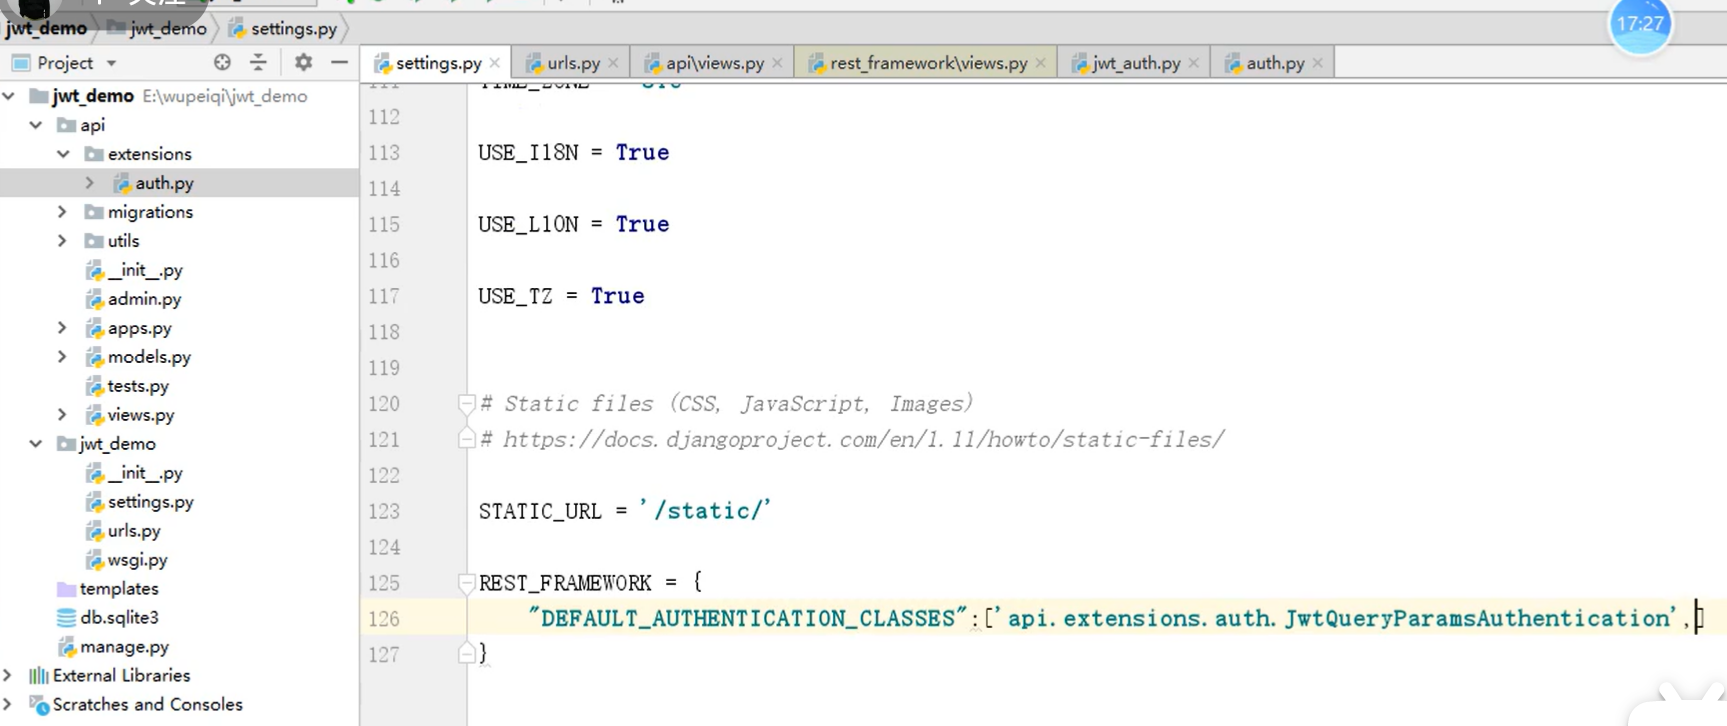 关注
17:27
jwt_demo jwt_demo settings.py
Project
settings.py urls.py api\views.py rest_framework\views.py jwt_auth.py auth.py
jwt_demo E:\wupeiqi\jwt_demo
api
extensions
auth.py
migrations
utils
__init__.py
admin.py
apps.py
models.py
tests.py
views.py
jwt_demo
__init__.py
settings.py
urls.py
wsgi.py
templates
db.sqlite3
manage.py
External Libraries
Scratches and Consoles
112
113 USE_I18N = True
114
115 USE_L10N = True
116
117 USE_TZ = True
118
119
120 # Static files (CSS, JavaScript, Images)
121 # https://docs.djangoproject.com/en/1.11/howto/static-files/
122
123 STATIC_URL = '/static/'
124
125 REST_FRAMEWORK = {
126 "DEFAULT_AUTHENTICATION_CLASSES":['api.extensions.auth.JwtQueryParamsAuthentication',]
127 }